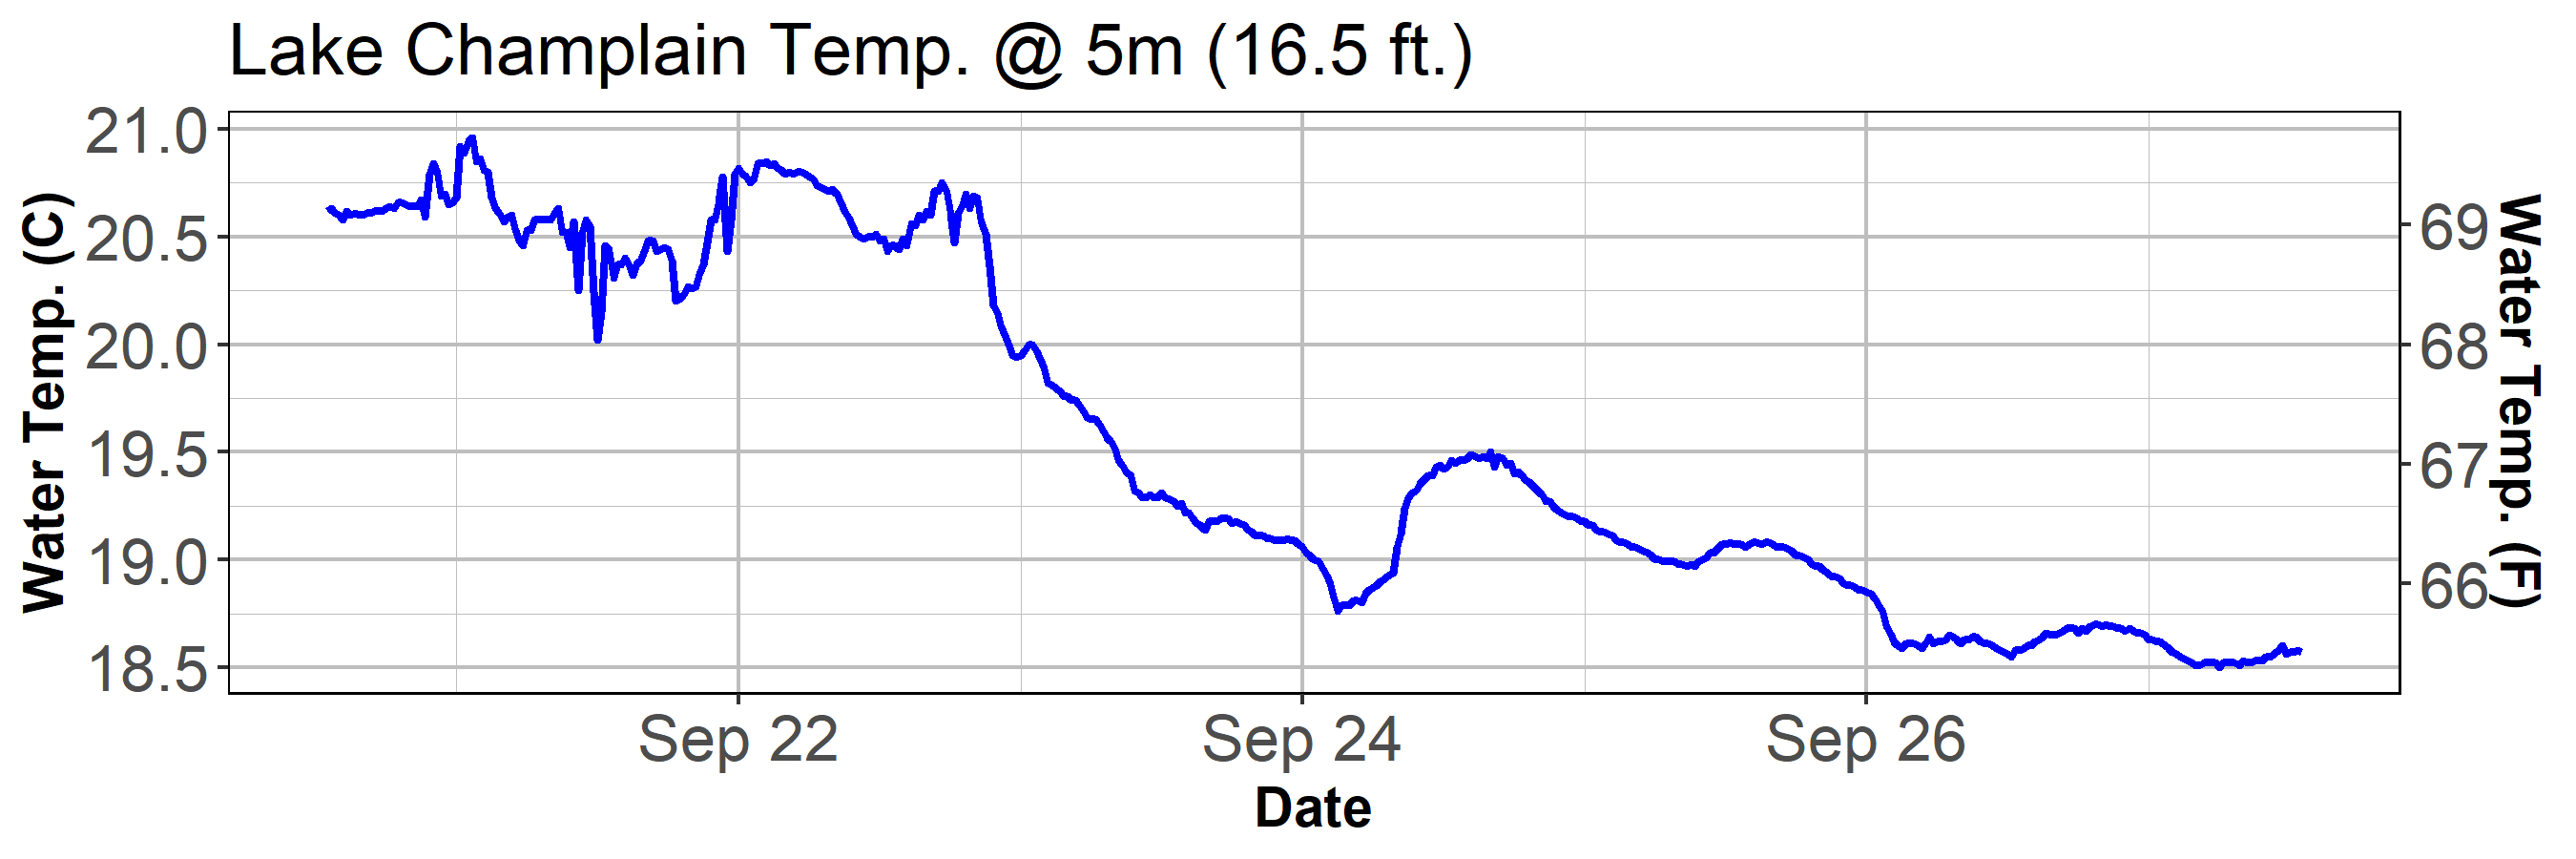 Lake Champlain Temp. @ 5m (16.5 ft.)
Water Temp. (C)
21.0
20.5
20.0
19.5
19.0
18.5
69
68
67
66
Water Temp. (F)
Sep 22
Sep 24
Sep 26
Date